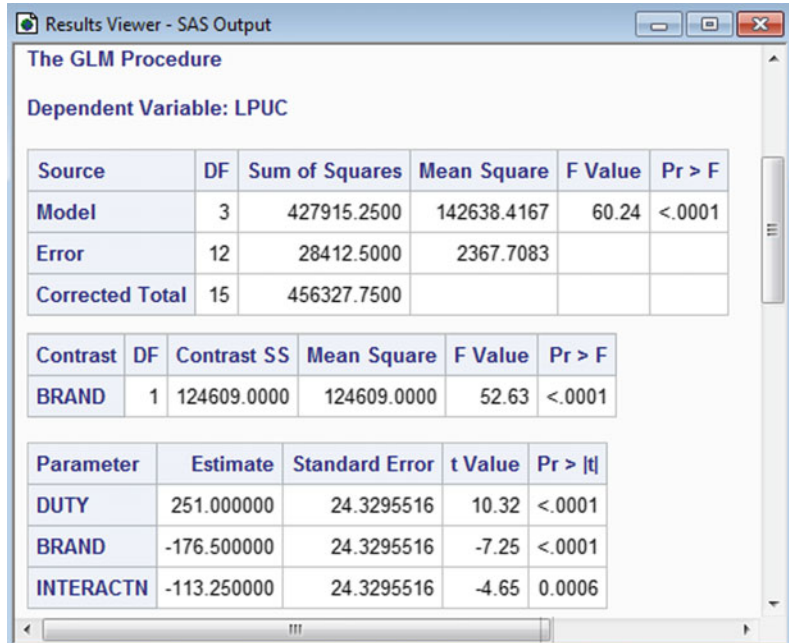 Results Viewer - SAS Output
The GLM Procedure
Dependent Variable: LPUC
Source DF Sum of Squares Mean Square F Value Pr > F
Model 3 427915.2500 142638.4167 60.24 <.0001
Error 12 28412.5000 2367.7083
Corrected Total 15 456327.7500
Contrast DF Contrast SS Mean Square F Value Pr > F
BRAND 1 124609.0000 124609.0000 52.63 <.0001
Parameter Estimate Standard Error t Value Pr > |t|
DUTY 251.000000 24.3295516 10.32 <.0001
BRAND -176.500000 24.3295516 -7.25 <.0001
INTERACTN -113.250000 24.3295516 -4.65 0.0006